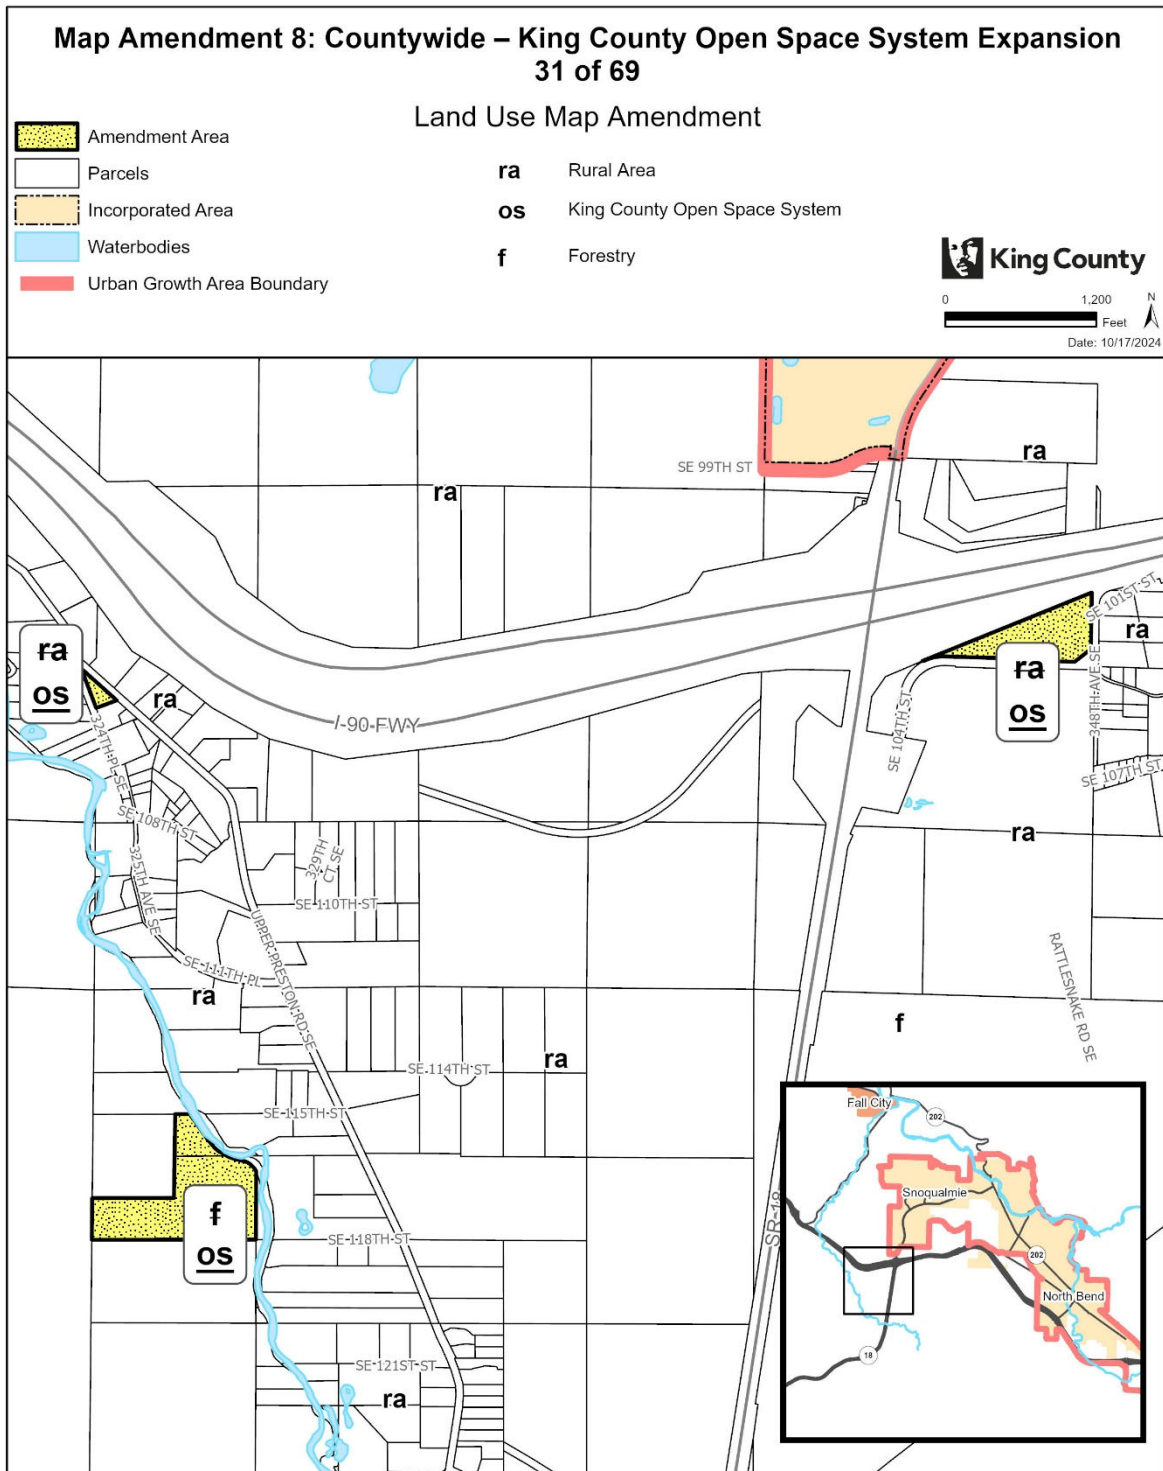 Map Amendment 8: Countywide – King County Open Space System Expansion
31 of 69
Land Use Map Amendment
Amendment Area
Parcels
Incorporated Area
Waterbodies
Urban Growth Area Boundary
ra Rural Area
os King County Open Space System
f Forestry
King County
0 1,200
Feet
N
Date: 10/17/2024
SE 99TH ST
ra
ra
SE 101ST ST
ra
ra
os
ra
ra
os
324TH PL SE
I-90 FWY
SE 104TH ST
348TH AVE SE
SE 107TH ST
SE 108TH ST
ra
325TH AVE SE
329TH
CT SE
SE 110TH ST
UPPER PRESTON RD SE
RATTLESNAKE RD SE
SE 111TH PL
ra
f
ra
SE 114TH ST
SE 115TH ST
f
os
SE 118TH ST
SR-18
SE 121ST ST
ra
Fall City
202
Snoqualmie
202
North Bend
18